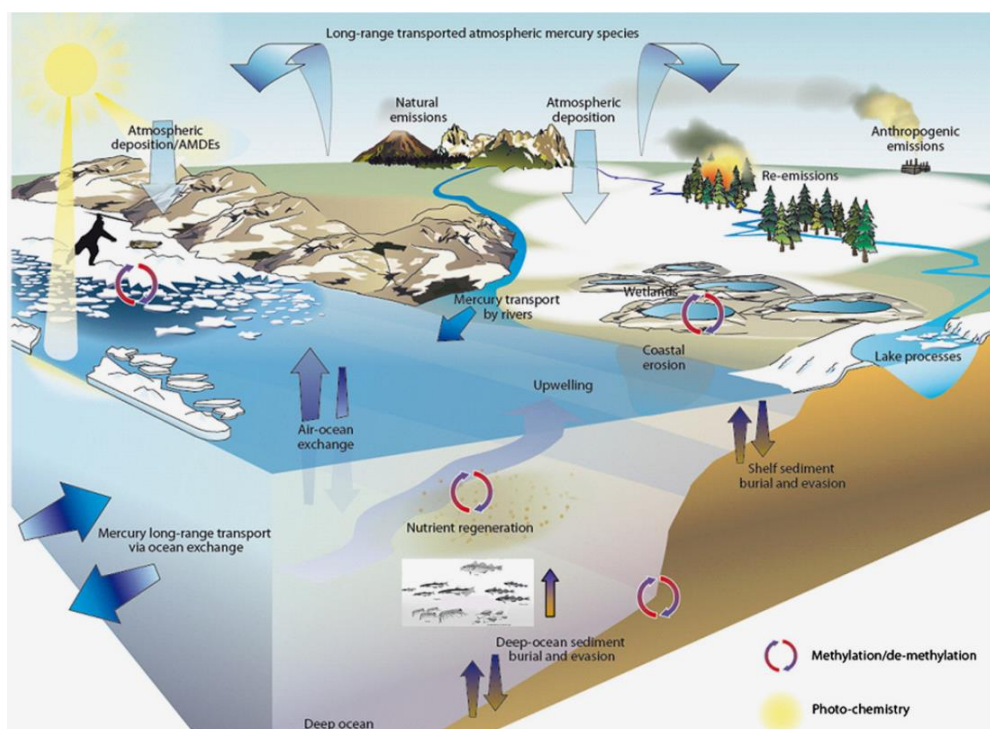 Long-range transported atmospheric mercury species
Natural
emissions
Atmospheric
deposition
Atmospheric
deposition/AMDEs
Anthropogenic
emissions
Re-emissions
Wetlands
Mercury transport
by rivers
Coastal
erosion
Lake processes
Upwelling
Air-ocean
exchange
Shelf sediment
burial and evasion
Nutrient regeneration
Mercury long-range transport
via ocean exchange
Deep-ocean sediment
burial and evasion
Methylation/de-methylation
Photo-chemistry
Deep ocean